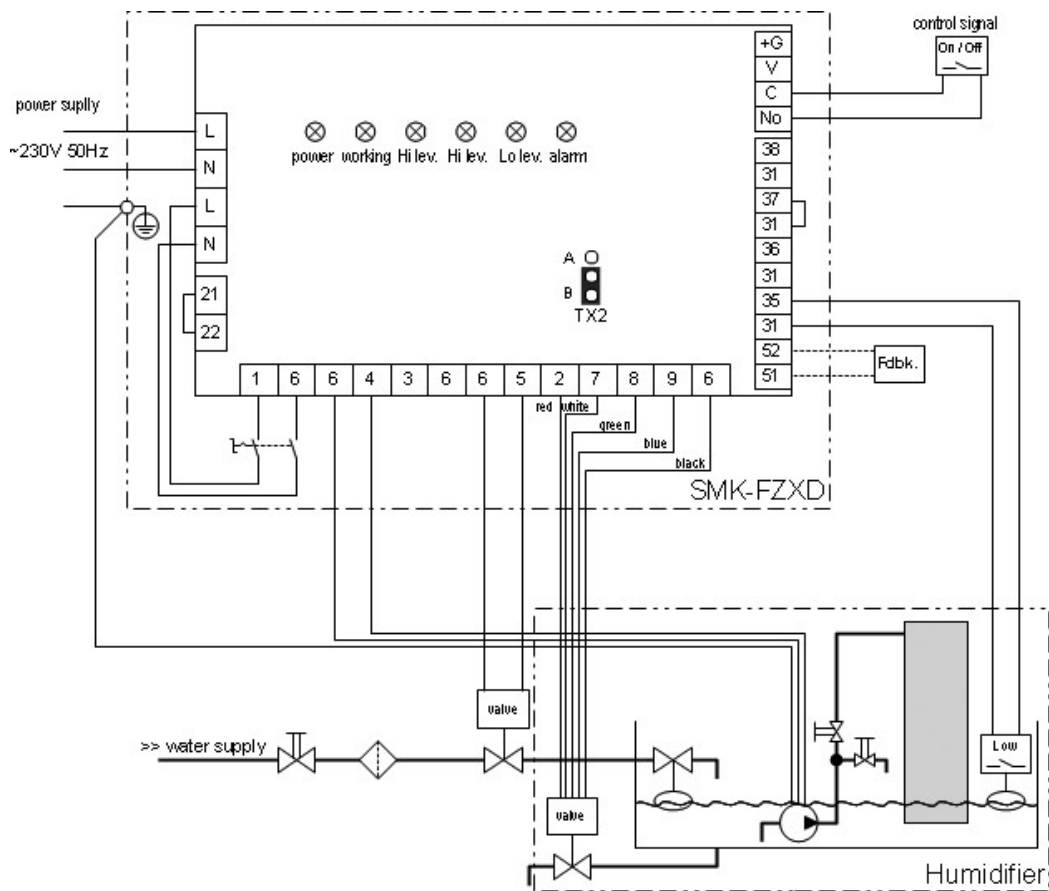 control signal
On / Off
+G
V
C
No
38
31
37
31
36
31
35
31
52
51
Fdbk.
power suplly
~230V 50Hz
L
N
L
N
21
22
power working Hi lev. Hi lev. Lo lev. alarm
A
B
TX2
1 6 6 4 3 6 6 5 2 7 8 9 6
red white
green
blue
black
SMK-FZXD
valve
>> water supply
Low
valve
Humidifier